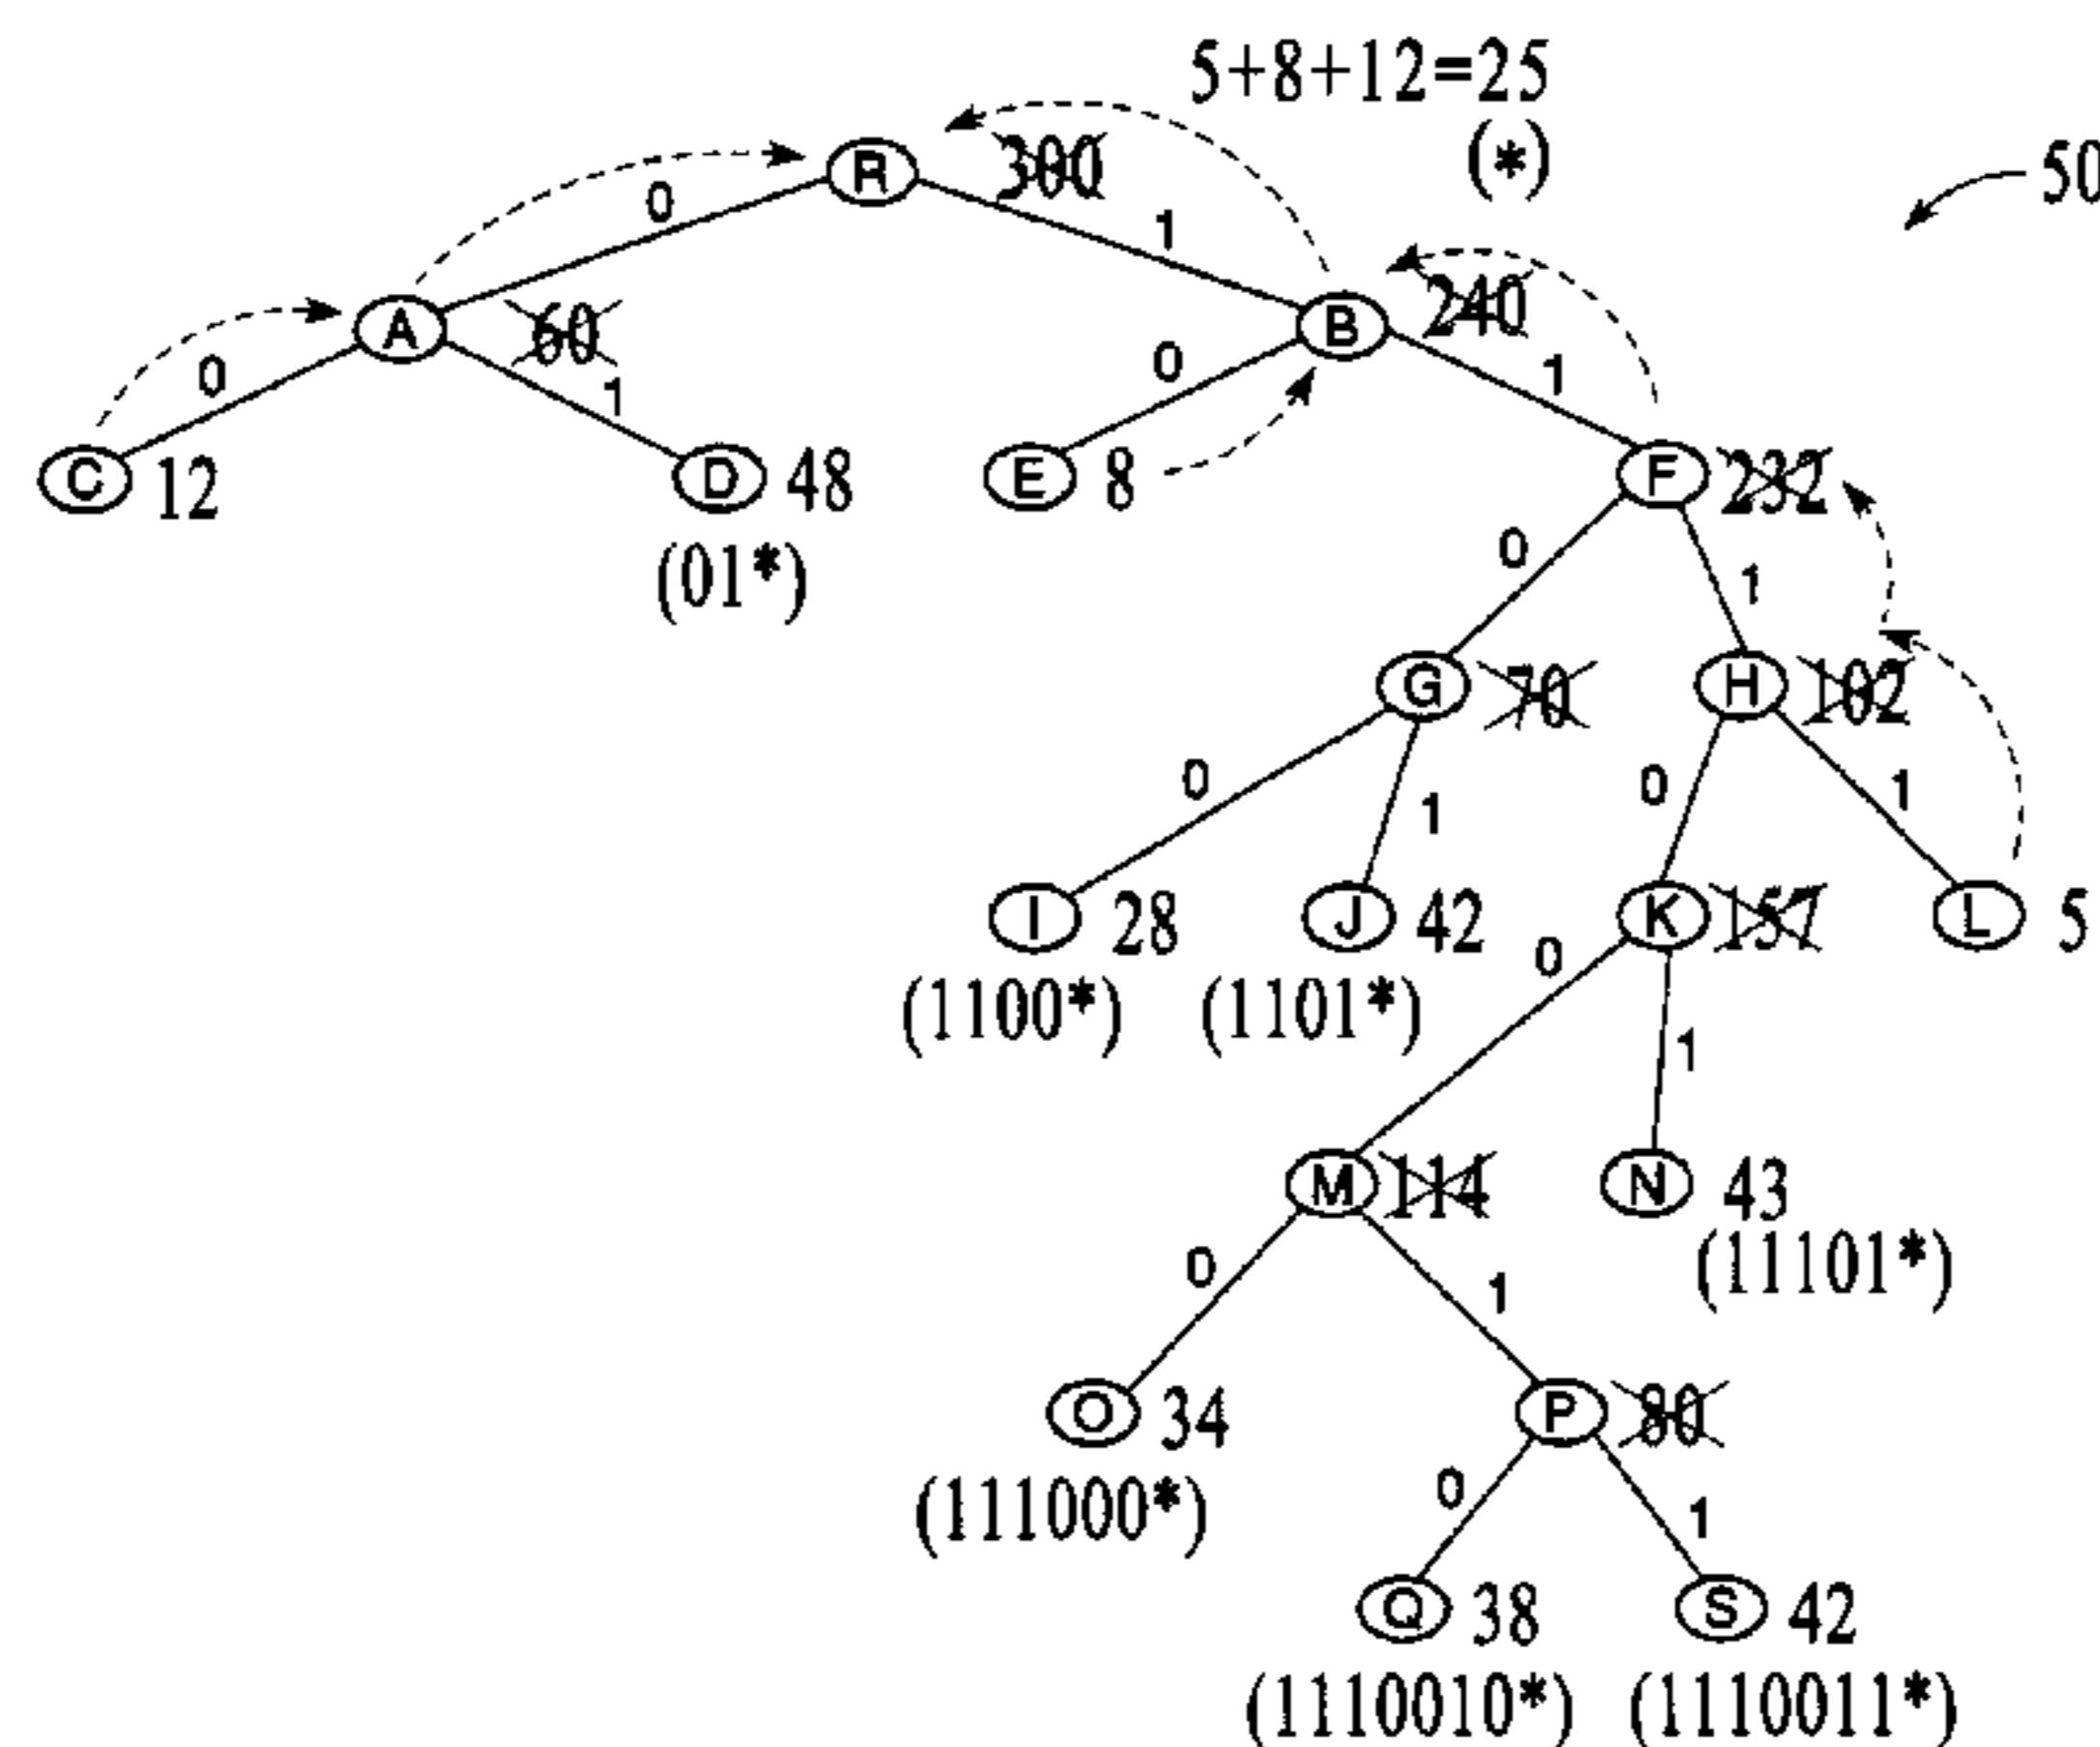 5+8+12=25
(*)
50
R 300
0 1
A 60
B 240
0 1
0 1
C 12
D 48
(01*)
E 8
F 232
0 1
G 70
H 102
0 1
0 1
I 28
(1100*)
J 42
(1101*)
K 157
L 5
0 1
M 114
N 43
(11101*)
0 1
O 34
(111000*)
P 80
0 1
Q 38
(1110010*)
S 42
(1110011*)